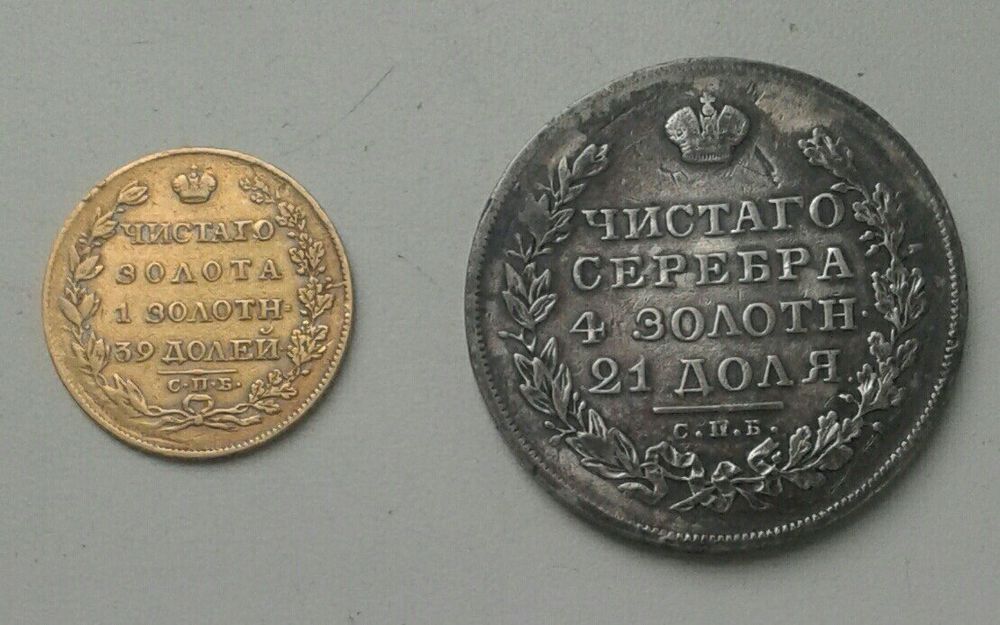 ЧИСТАГО
ЗОЛОТА
1 ЗОЛОТН·
39 ДОЛЕЙ
С·П·Б·
ЧИСТАГО
СЕРЕБРА
4 ЗОЛОТН·
21 ДОЛЯ
С·П·Б·